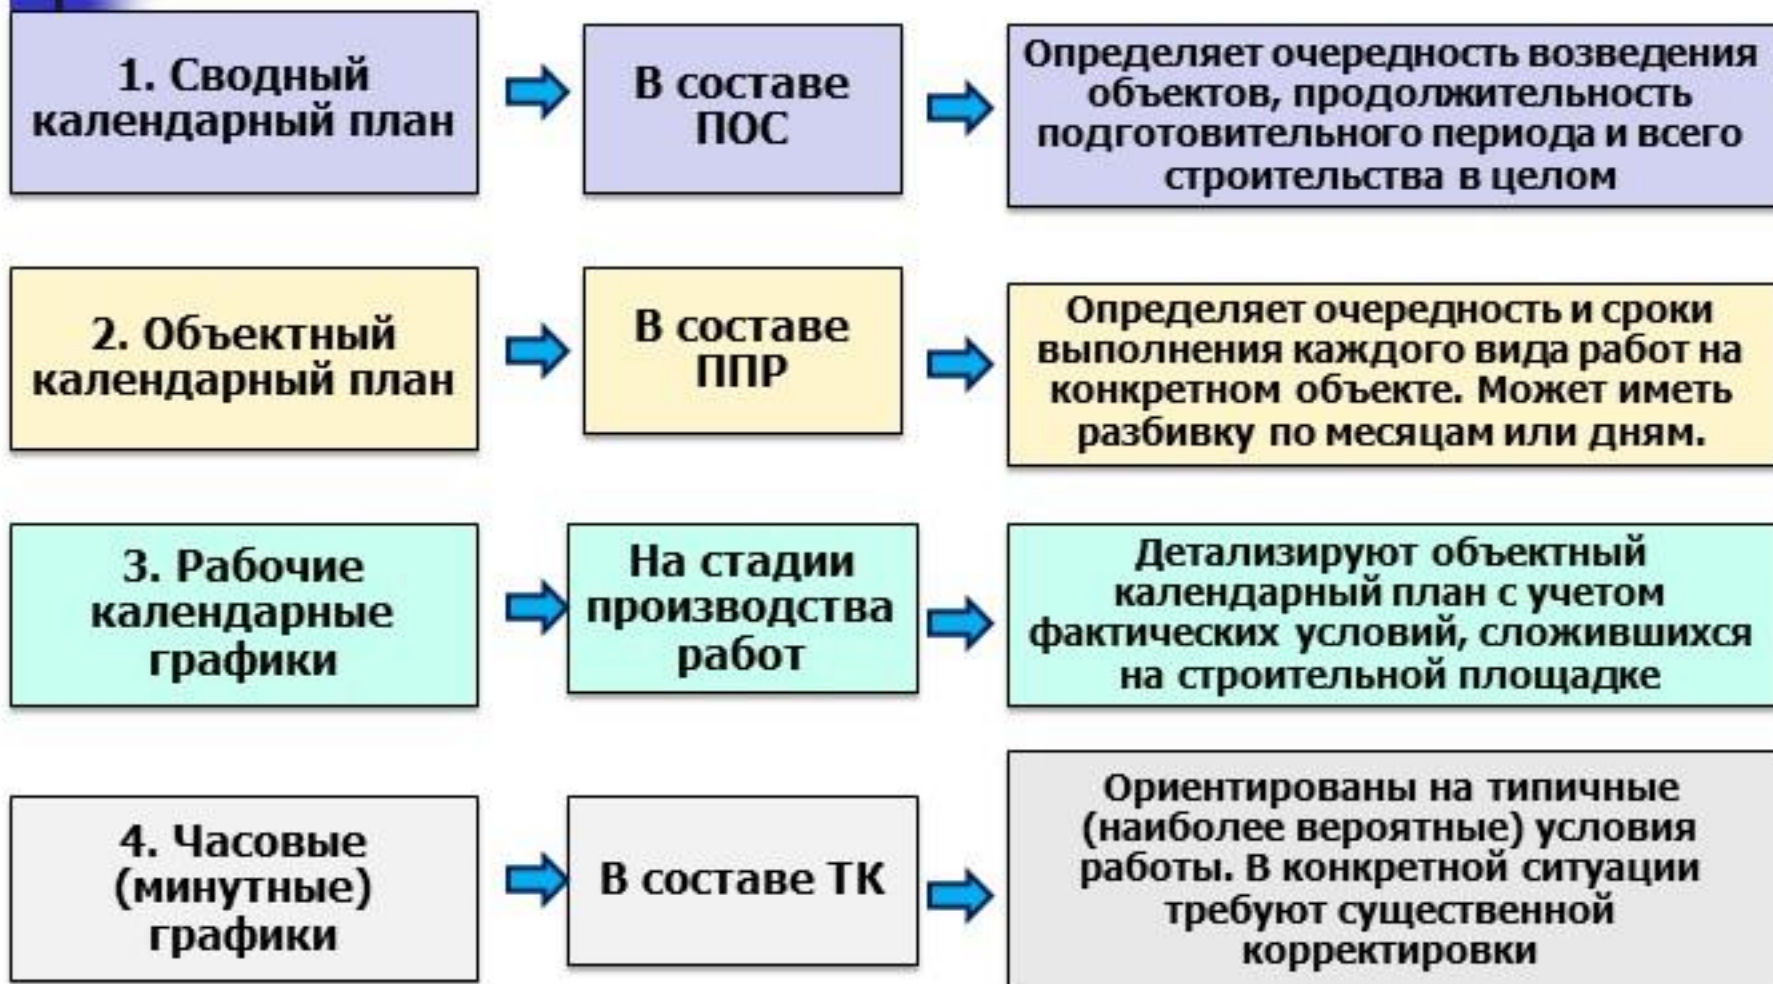 1. Сводный
календарный план
В составе
ПОС
Определяет очередность возведения
объектов, продолжительность
подготовительного периода и всего
строительства в целом
2. Объектный
календарный план
В составе
ППР
Определяет очередность и сроки
выполнения каждого вида работ на
конкретном объекте. Может иметь
разбивку по месяцам или дням.
3. Рабочие
календарные
графики
На стадии
производства
работ
Детализируют объектный
календарный план с учетом
фактических условий, сложившихся
на строительной площадке
4. Часовые
(минутные)
графики
В составе ТК
Ориентированы на типичные
(наиболее вероятные) условия
работы. В конкретной ситуации
требуют существенной
корректировки